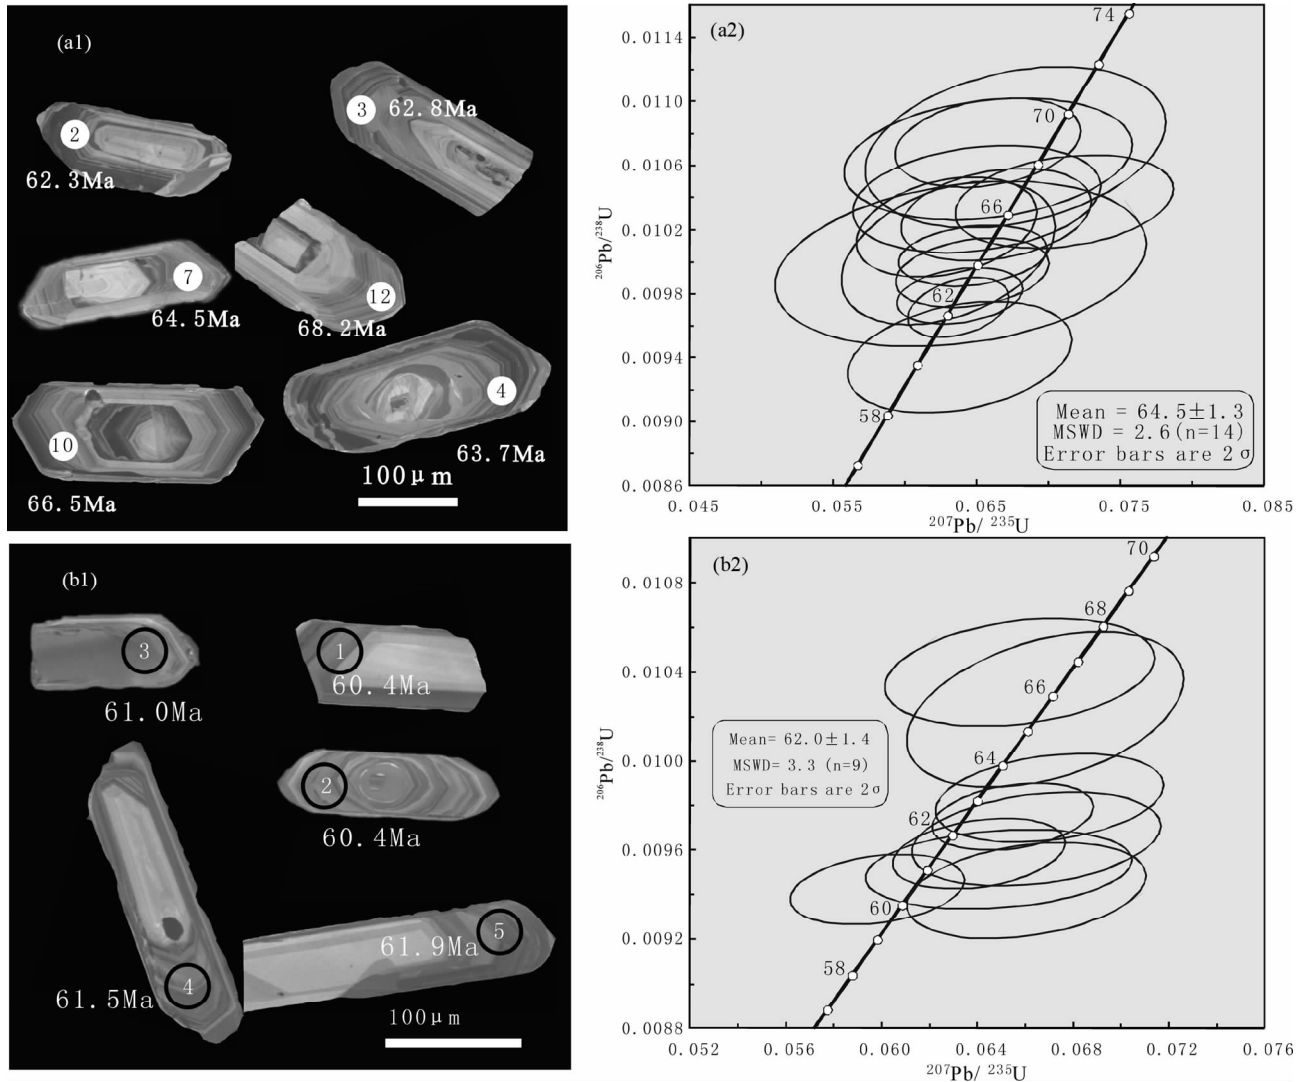 (a1)
2
62.3Ma
3
62.8Ma
7
64.5Ma
12
68.2Ma
10
66.5Ma
4
63.7Ma
100μm
(a2)
0.0114
0.0110
0.0106
0.0102
0.0098
0.0094
0.0090
0.0086
²⁰⁶Pb/²³⁸U
74
70
66
62
58
Mean = 64.5±1.3
MSWD = 2.6(n=14)
Error bars are 2σ
0.045 0.055 0.065 0.075 0.085
²⁰⁷Pb/ ²³⁵U
(b1)
3
61.0Ma
1
60.4Ma
2
60.4Ma
4
61.5Ma
5
61.9Ma
100μm
(b2)
0.0108
0.0104
0.0100
0.0096
0.0092
0.0088
²⁰⁶Pb/²³⁸U
70
68
66
64
62
60
58
Mean= 62.0±1.4
MSWD= 3.3 (n=9)
Error bars are 2σ
0.052 0.056 0.060 0.064 0.068 0.072 0.076
²⁰⁷Pb/ ²³⁵U